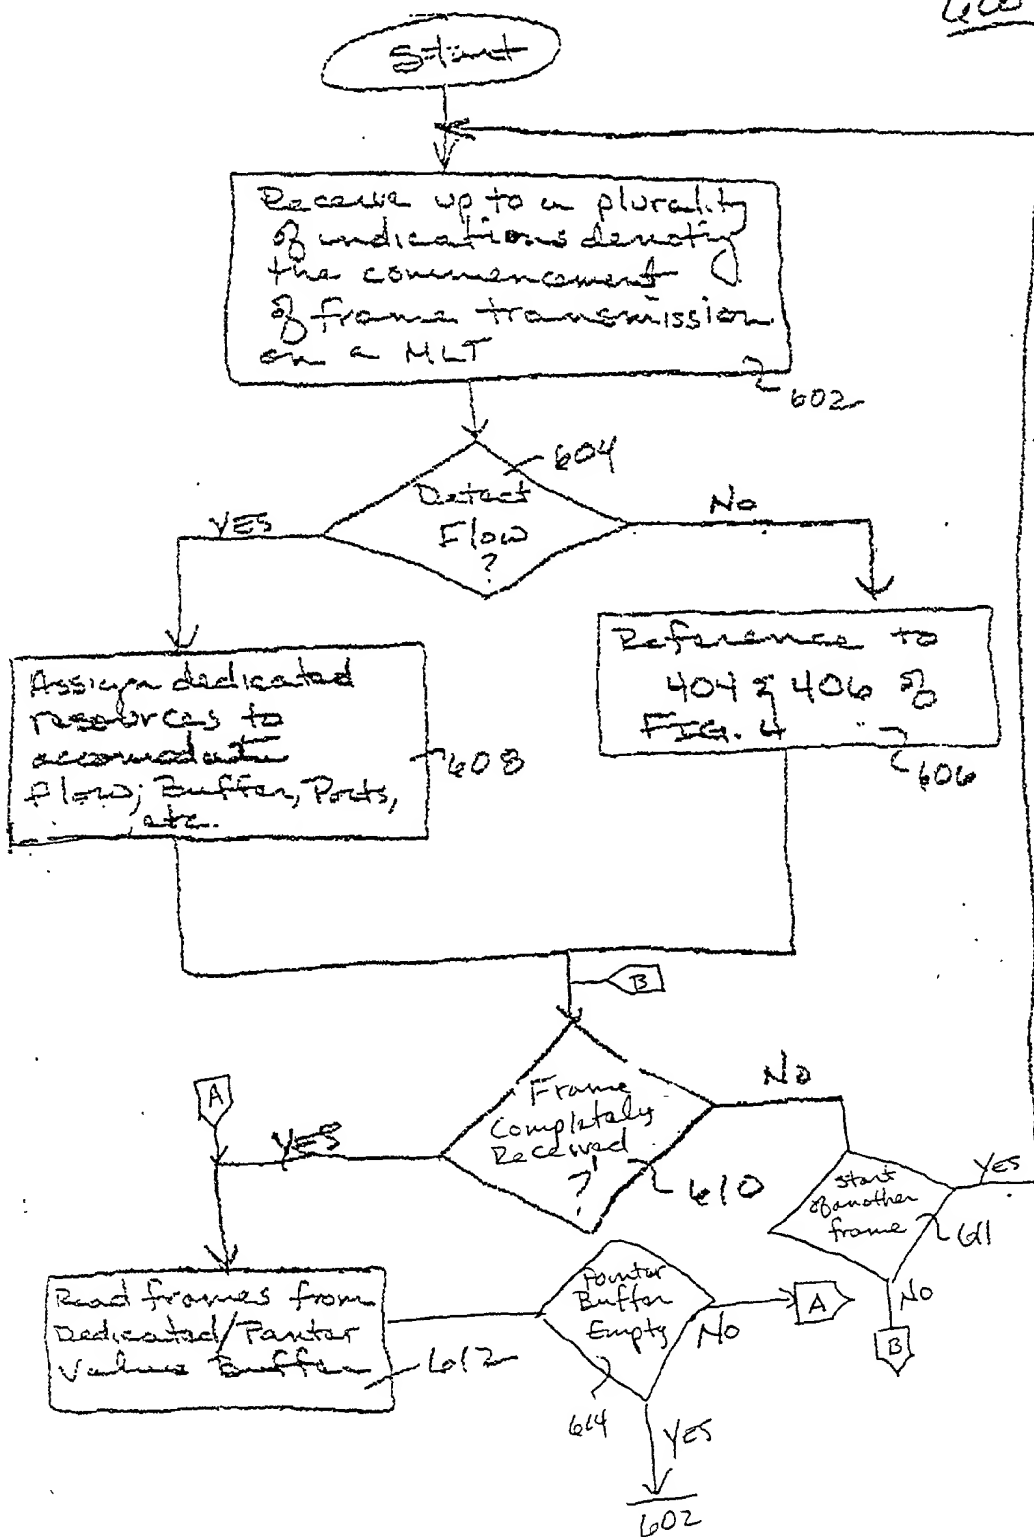 600
Start
Receive up to a plurality
of indications denoting
the commencement
of frame transmission
on a MLT
602
604
Detect
Flow
?
YES
No
Assign dedicated
resources to
accomodate
flow; Buffer, Ports,
etc.
608
Reference to
404 & 406 of
FIG. 4
606
B
A
Frame
Completely
Received
?
YES
No
610
start
of another
frame
YES
611
NO
B
Read frames from
Dedicated/Pointer
Values Buffer
612
Pointer
Buffer
Empty
NO
A
614
YES
602